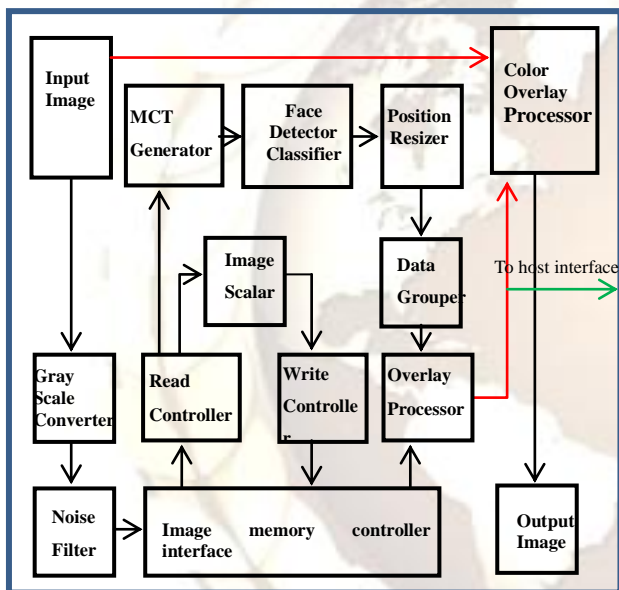 Input
Image
MCT
Generator
Face
Detector
Classifier
Position
Resizer
Color
Overlay
Processor
Image
Scalar
Data
Grouper
To host interface
Gray
Scale
Converter
Read
Controller
Write
Controlle
r
Overlay
Processor
Noise
Filter
Image memory controller
interface
Output
Image